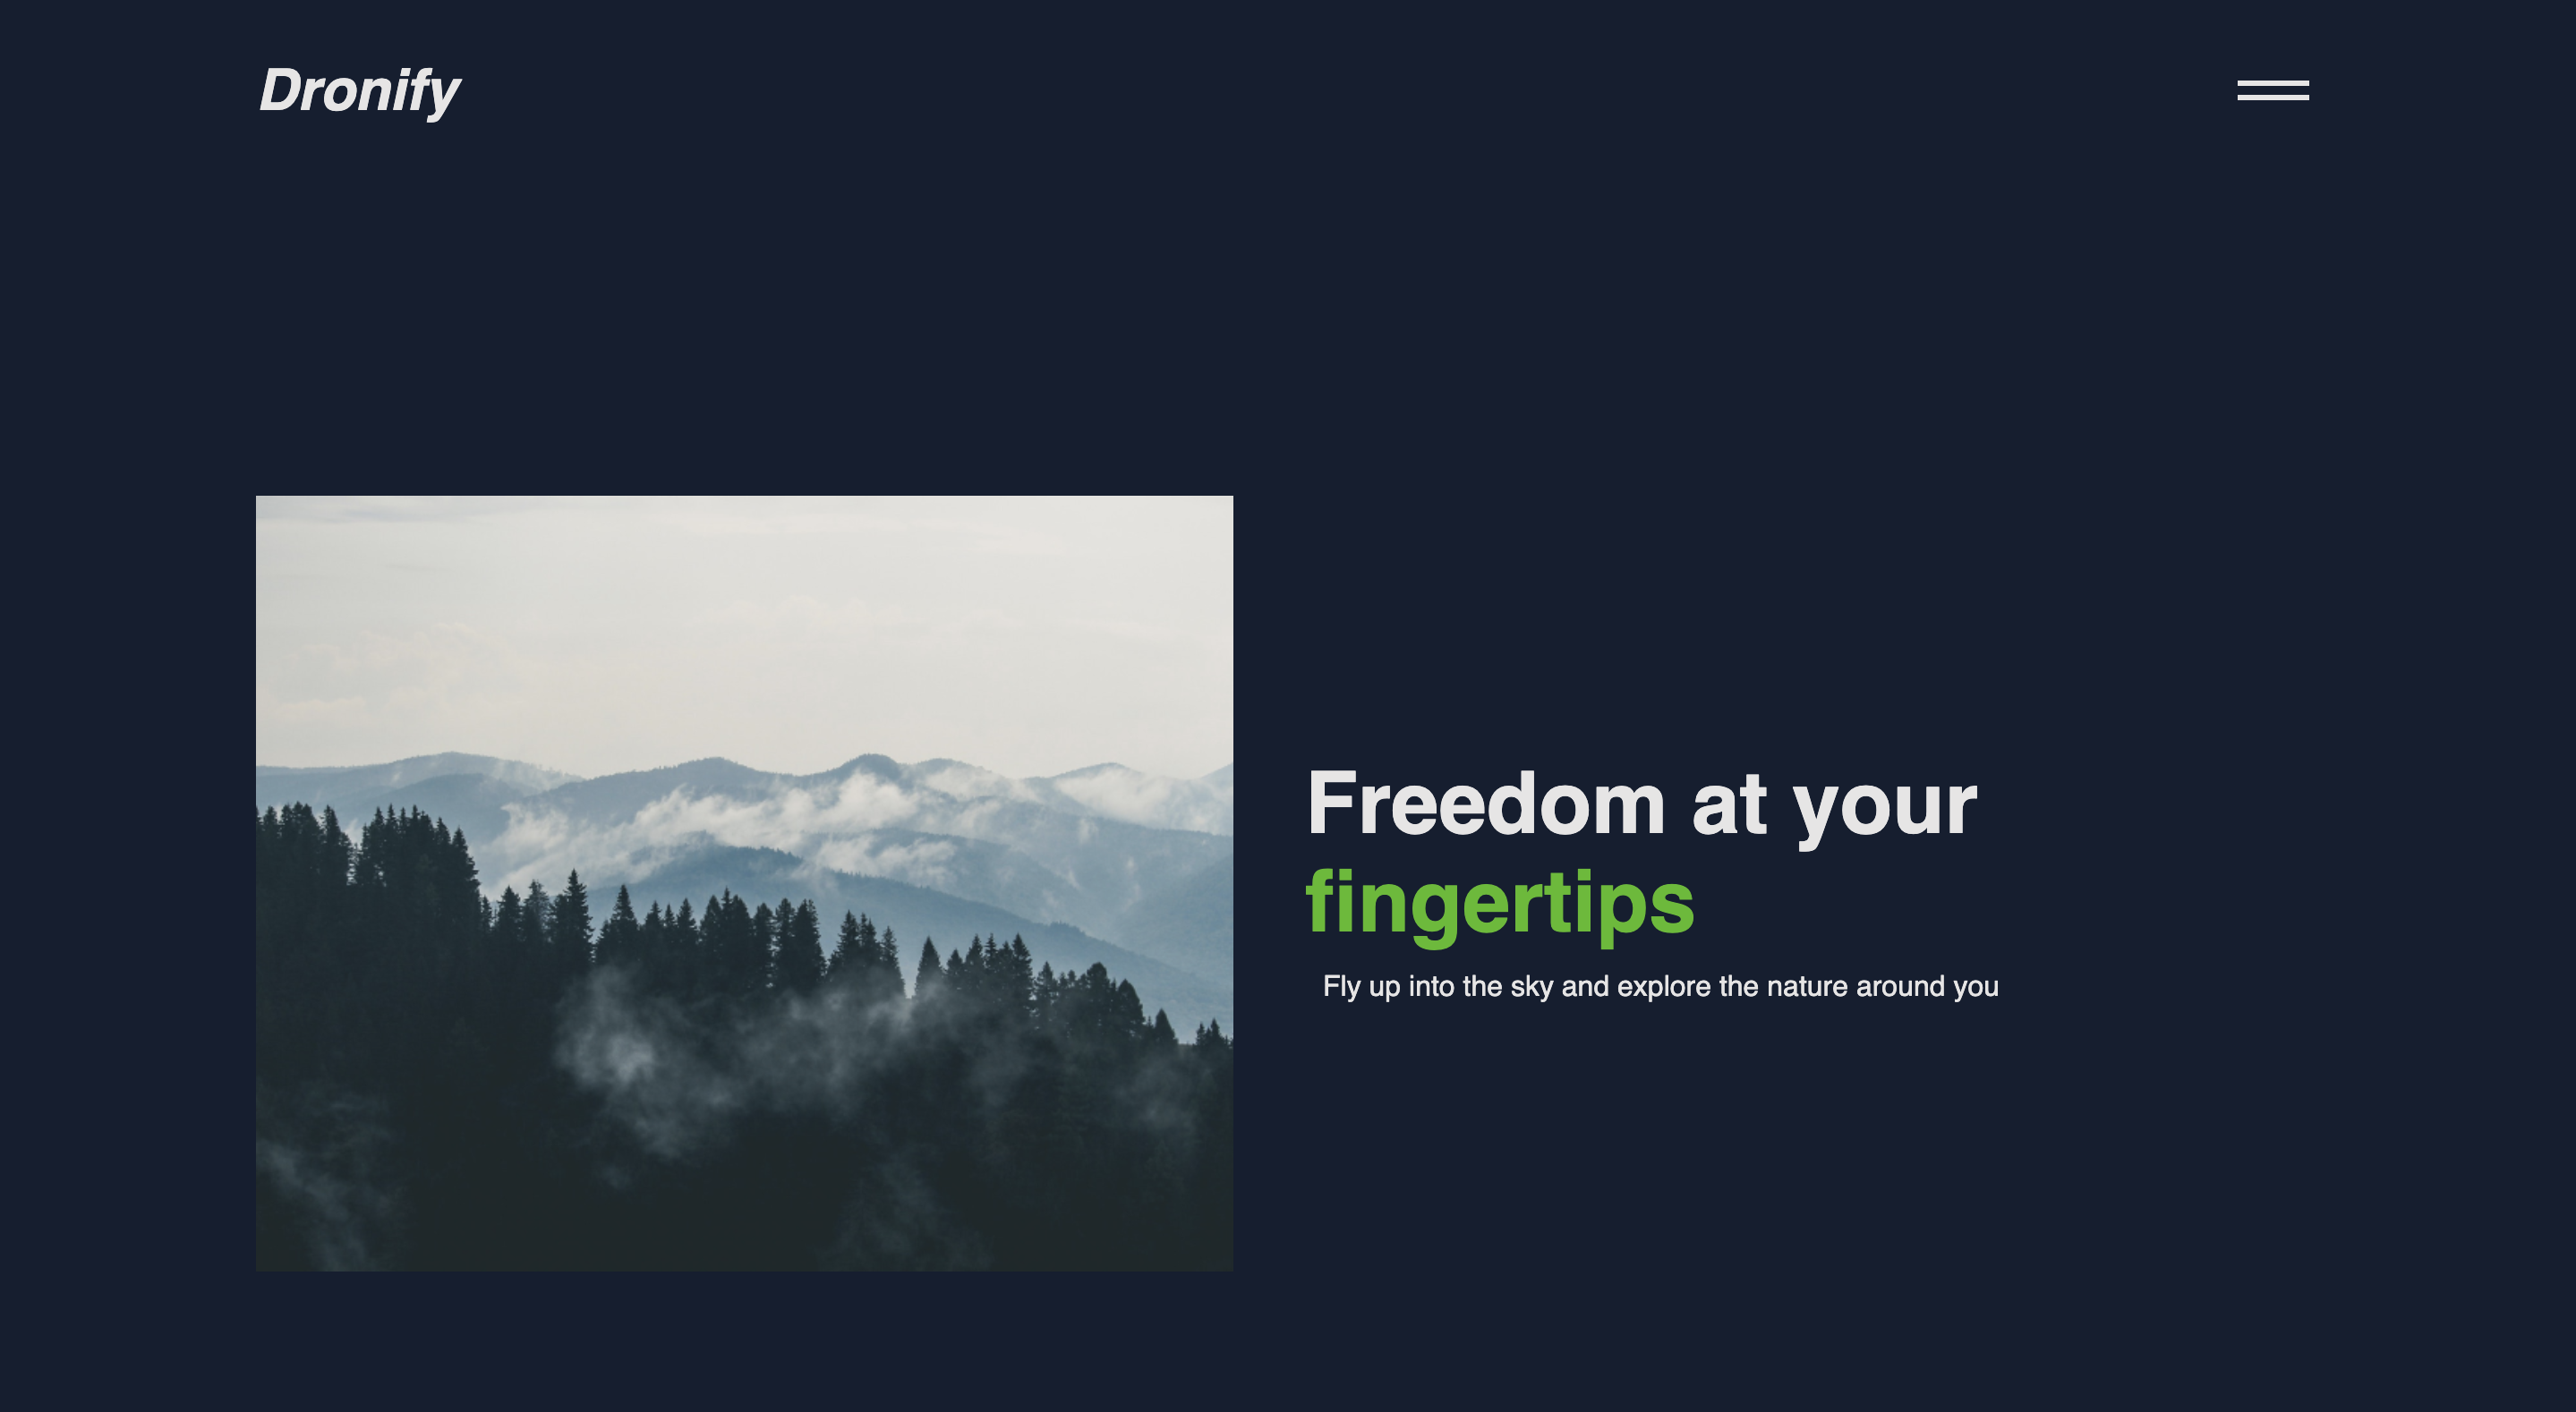 Dronify
Freedom at your
fingertips
Fly up into the sky and explore the nature around you